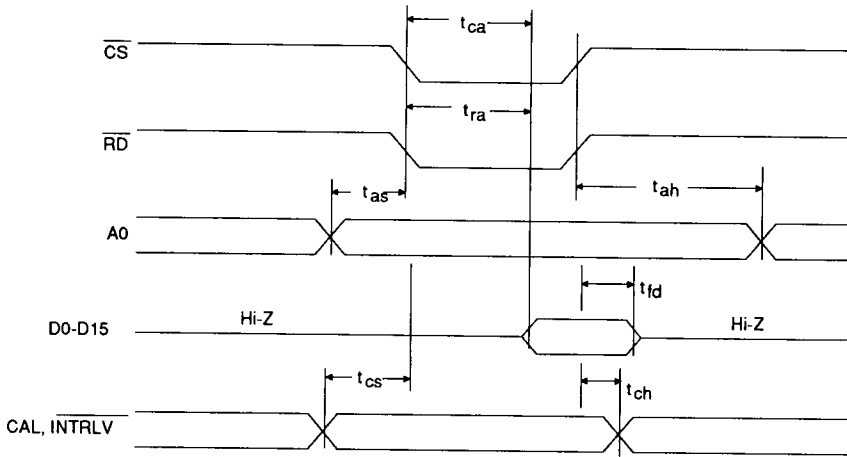 t_ca
CS
t_ra
RD
t_as
t_ah
A0
t_fd
D0-D15
Hi-Z
Hi-Z
t_cs
t_ch
CAL, INTRLV